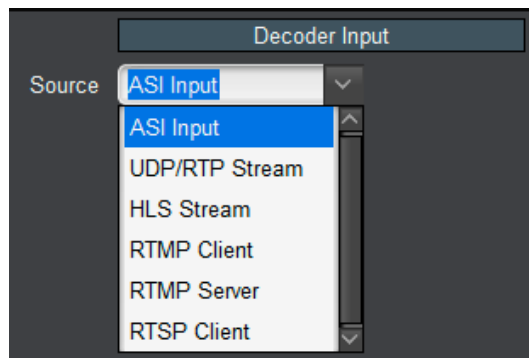 Decoder Input
Source ASI Input
ASI Input
UDP/RTP Stream
HLS Stream
RTMP Client
RTMP Server
RTSP Client